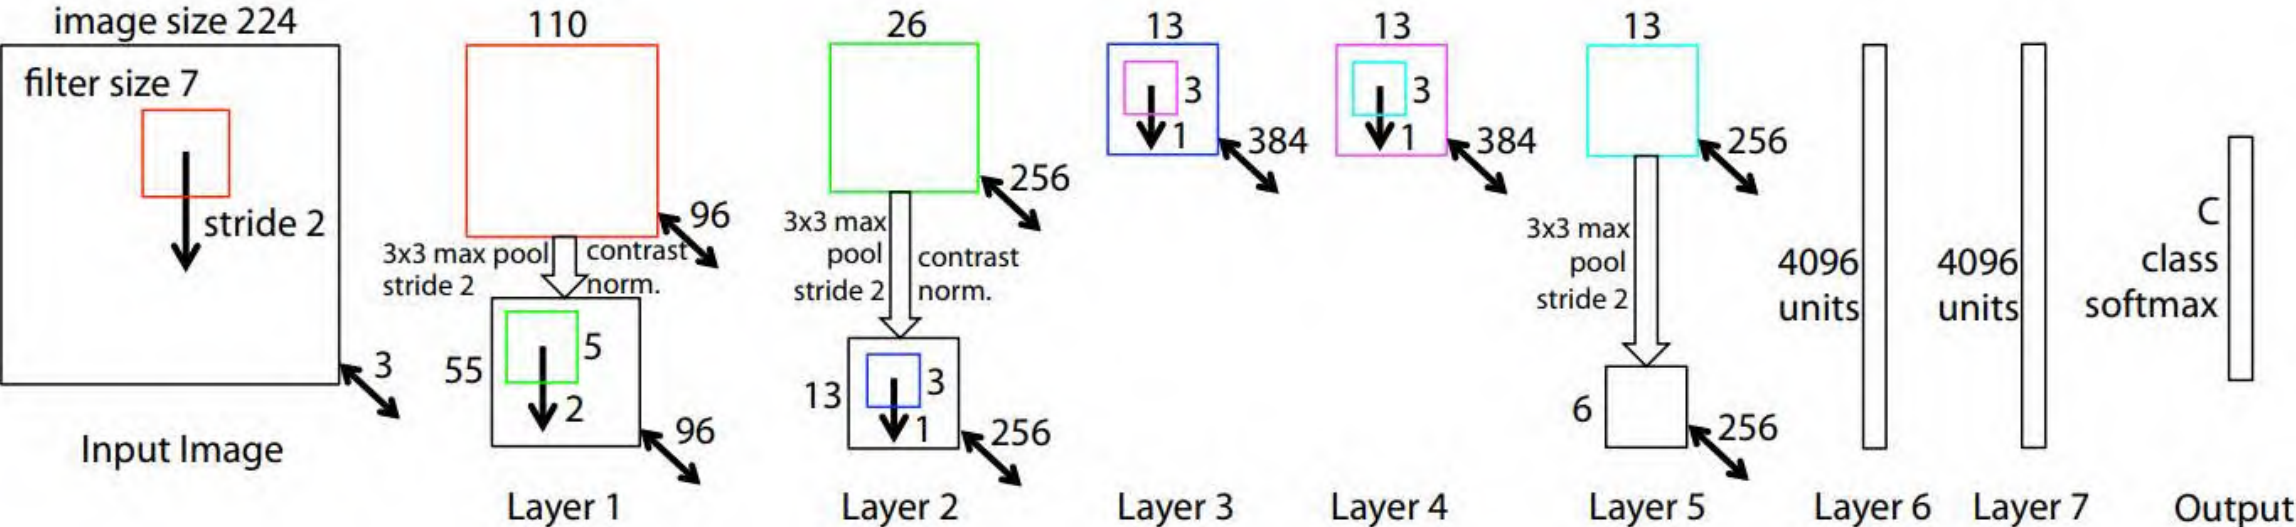 image size 224
filter size 7
stride 2
3
Input Image
110
96
3x3 max pool
stride 2
contrast
norm.
55
5
2
96
Layer 1
26
256
3x3 max
pool
stride 2
contrast
norm.
13
3
1
256
Layer 2
13
3
1
384
Layer 3
13
3
1
384
Layer 4
13
256
3x3 max
pool
stride 2
6
256
Layer 5
4096
units
Layer 6
4096
units
Layer 7
C
class
softmax
Output